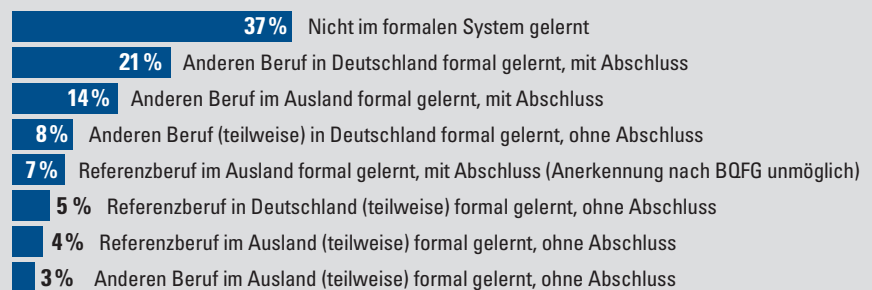 37 % Nicht im formalen System gelernt
21 % Anderen Beruf in Deutschland formal gelernt, mit Abschluss
14 % Anderen Beruf im Ausland formal gelernt, mit Abschluss
8 % Anderen Beruf (teilweise) in Deutschland formal gelernt, ohne Abschluss
7 % Referenzberuf im Ausland formal gelernt, mit Abschluss (Anerkennung nach BQFG unmöglich)
5 % Referenzberuf in Deutschland (teilweise) formal gelernt, ohne Abschluss
4 % Referenzberuf im Ausland (teilweise) formal gelernt, ohne Abschluss
3 % Anderen Beruf im Ausland (teilweise) formal gelernt, ohne Abschluss